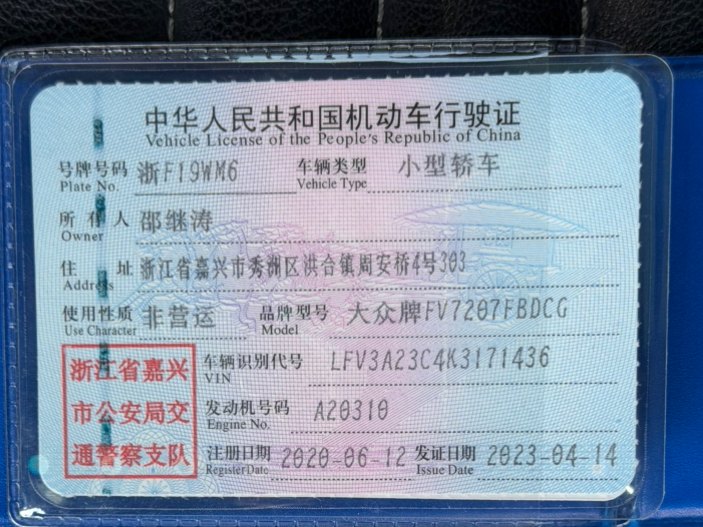 中华人民共和国机动车行驶证
Vehicle License of the People's Republic of China
号牌号码 浙F19WM6 车辆类型 小型轿车
Plate No. Vehicle Type
所有人 邵继涛
Owner
住址 浙江省嘉兴市秀洲区洪合镇周安桥4号303
Address
使用性质 非营运 品牌型号 大众牌FV7207FBDCG
Use Character Model
浙江省嘉兴
市公安局交
通警察支队
车辆识别代号 LFV3A23C4K3171436
VIN
发动机号码 A20310
Engine No.
注册日期 2020-06-12 发证日期 2023-04-14
Register Date Issue Date